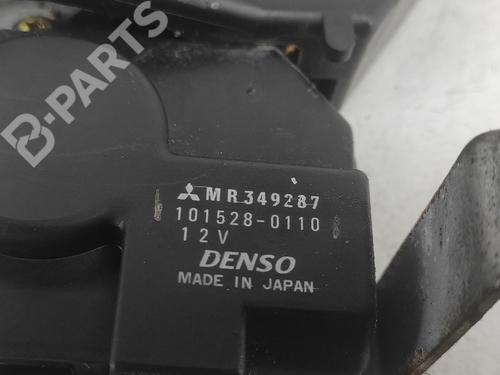 B-PARTS
MR349287
101528-0110
12V
DENSO
MADE IN JAPAN